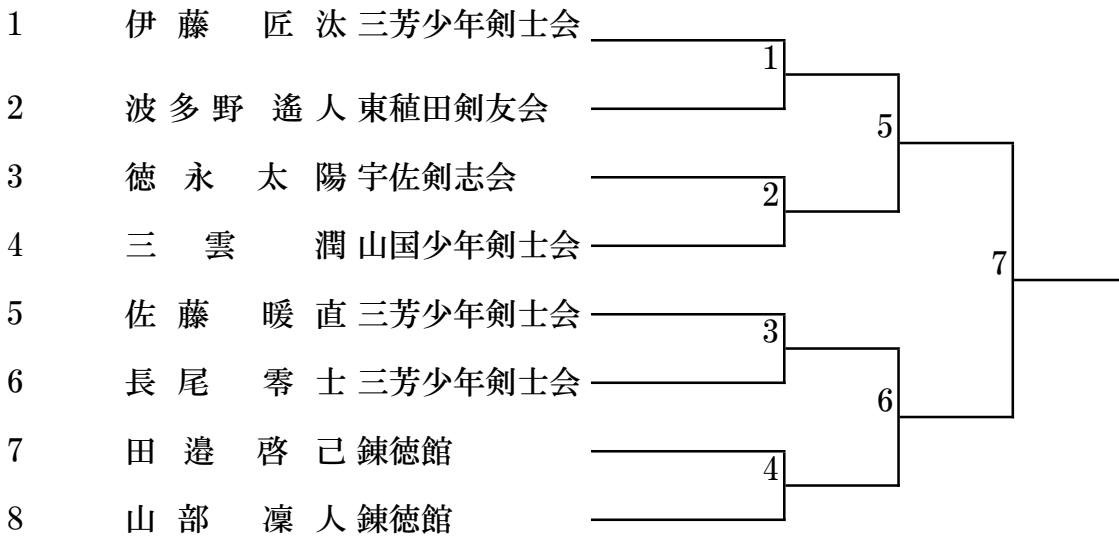 1 伊藤 匠汰 三芳少年剣士会
2 波多野 遙人 東稙田剣友会
3 徳永 太陽 宇佐剣志会
4 三雲 潤 山国少年剣士会
5 佐藤 暖直 三芳少年剣士会
6 長尾 零士 三芳少年剣士会
7 田邉 啓己 錬徳館
8 山部 凜人 錬徳館
1
2
3
4
5
6
7